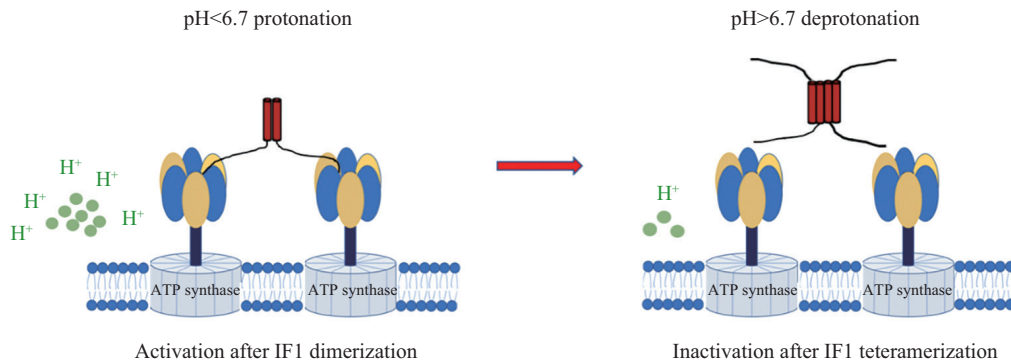 pH<6.7 protonation
pH>6.7 deprotonation
H⁺
H⁺
H⁺
H⁺
H⁺
H⁺
ATP synthase
ATP synthase
ATP synthase
ATP synthase
Activation after IF1 dimerization
Inactivation after IF1 teteramerization